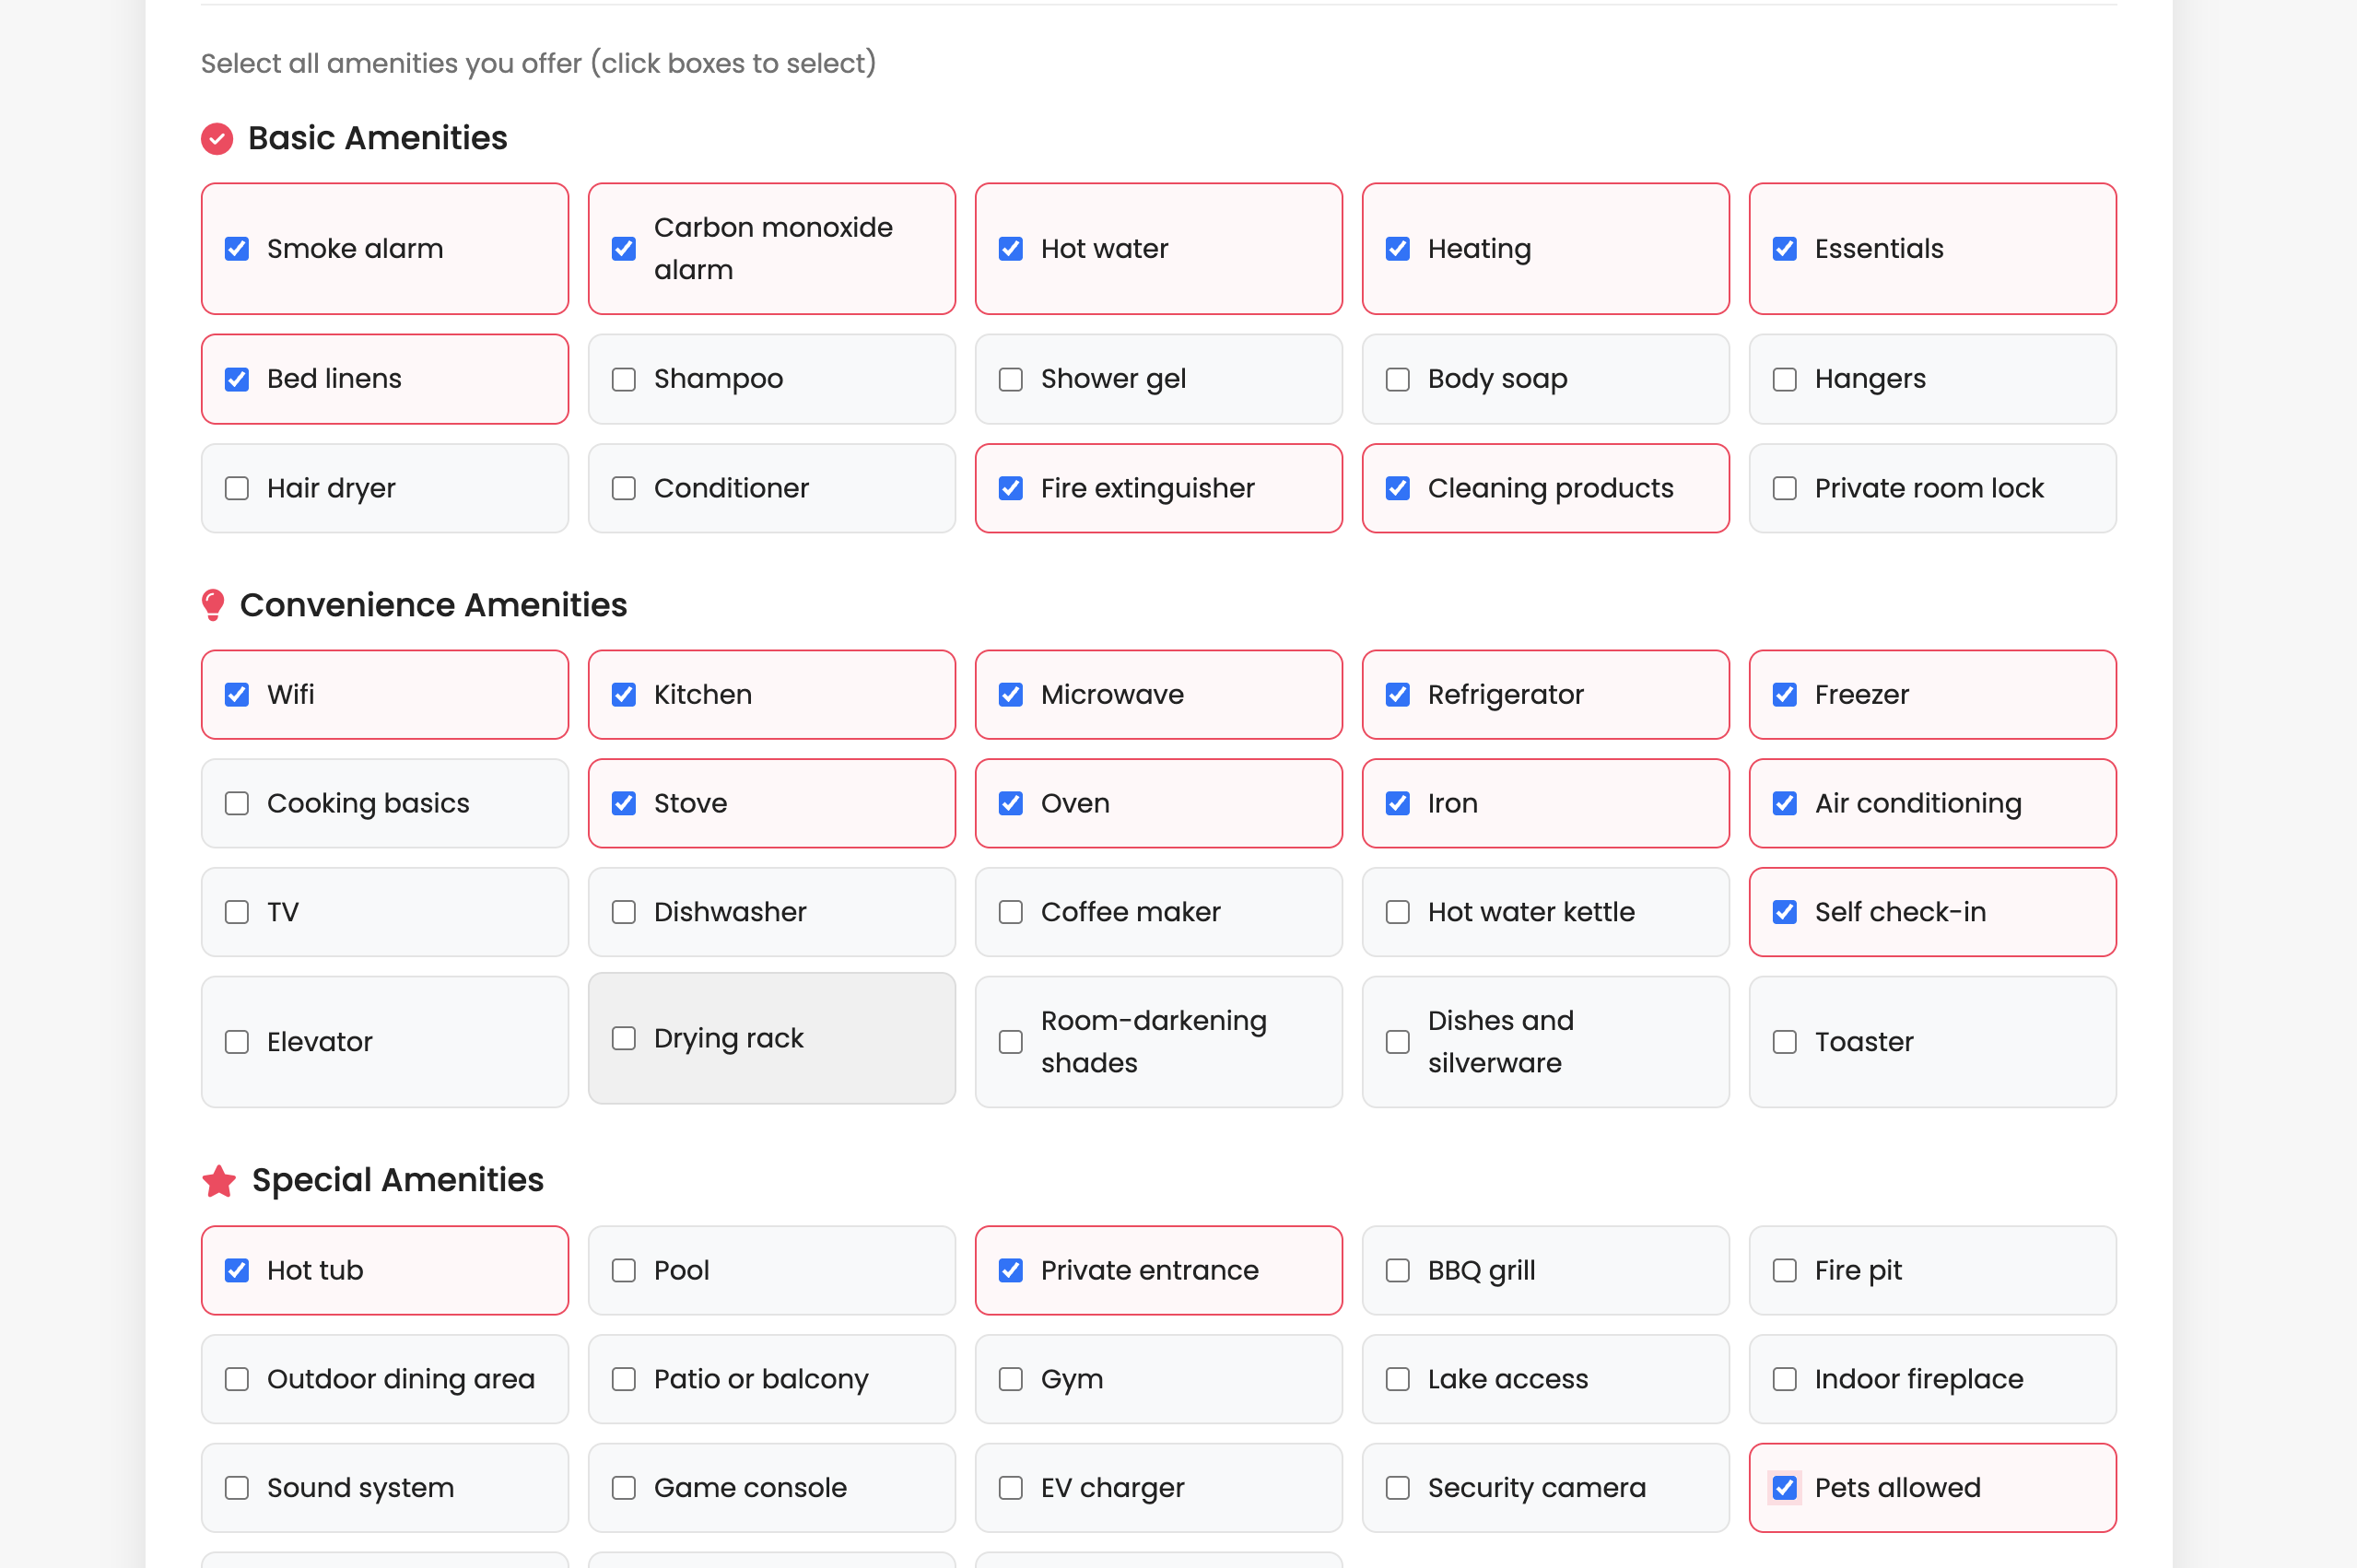 Select all amenities you offer (click boxes to select)
Basic Amenities
Smoke alarm
Carbon monoxide
alarm
Hot water
Heating
Essentials
Bed linens
Shampoo
Shower gel
Body soap
Hangers
Hair dryer
Conditioner
Fire extinguisher
Cleaning products
Private room lock
Convenience Amenities
Wifi
Kitchen
Microwave
Refrigerator
Freezer
Cooking basics
Stove
Oven
Iron
Air conditioning
TV
Dishwasher
Coffee maker
Hot water kettle
Self check-in
Elevator
Drying rack
Room-darkening
shades
Dishes and
silverware
Toaster
Special Amenities
Hot tub
Pool
Private entrance
BBQ grill
Fire pit
Outdoor dining area
Patio or balcony
Gym
Lake access
Indoor fireplace
Sound system
Game console
EV charger
Security camera
Pets allowed